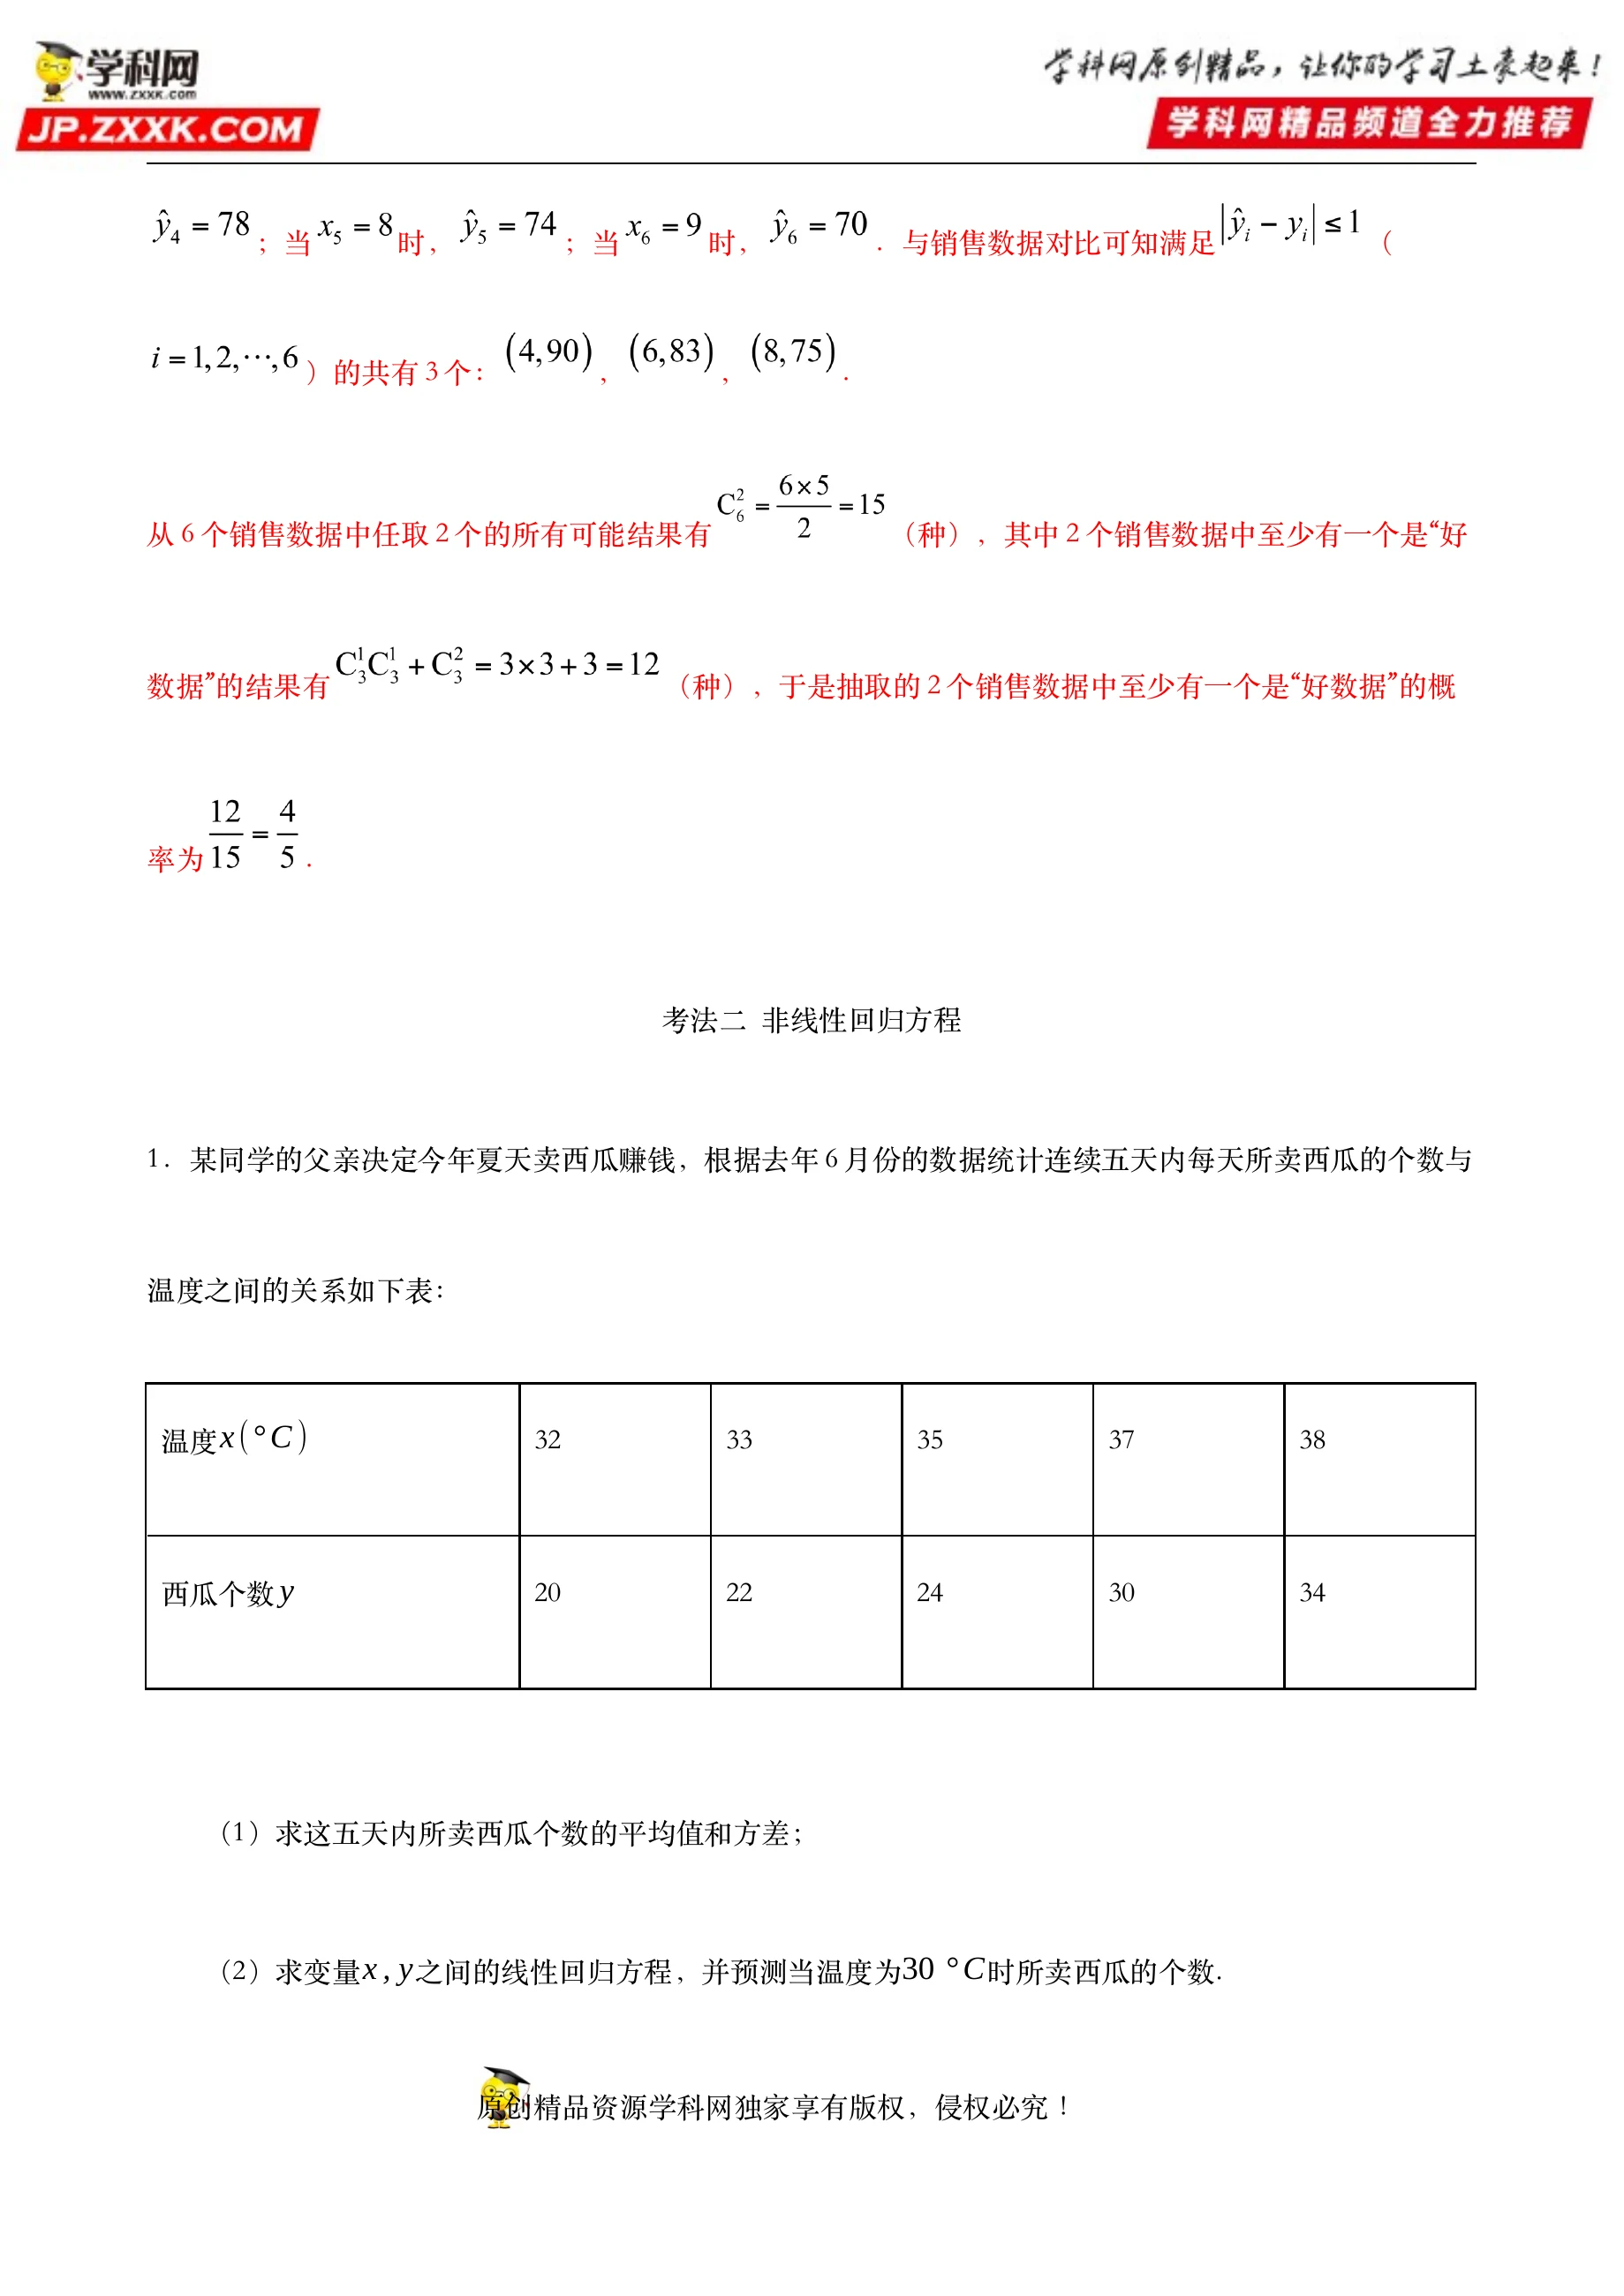 学科网
www.zxxk.com
JP.ZXXK.COM
学科网原创精品，让你的学习土豪起来！
学科网精品频道全力推荐
ŷ₄ = 78；当 x₅ = 8 时，ŷ₅ = 74；当 x₆ = 9 时，ŷ₆ = 70．与销售数据对比可知满足 |ŷᵢ − yᵢ| ≤ 1（
i = 1, 2, ⋯, 6）的共有 3 个：(4, 90)，(6, 83)，(8, 75)．
从 6 个销售数据中任取 2 个的所有可能结果有 C₆² = (6×5)/2 = 15（种），其中 2 个销售数据中至少有一个是“好
数据”的结果有 C₃¹C₃¹ + C₃² = 3×3+3 = 12（种），于是抽取的 2 个销售数据中至少有一个是“好数据”的概
率为 12/15 = 4/5．
考法二 非线性回归方程
1．某同学的父亲决定今年夏天卖西瓜赚钱，根据去年 6 月份的数据统计连续五天内每天所卖西瓜的个数与
温度之间的关系如下表：
温度x(°C) 32 33 35 37 38
西瓜个数y 20 22 24 30 34
（1）求这五天内所卖西瓜个数的平均值和方差；
（2）求变量x,y之间的线性回归方程，并预测当温度为30 °C时所卖西瓜的个数.
原创精品资源学科网独家享有版权，侵权必究！